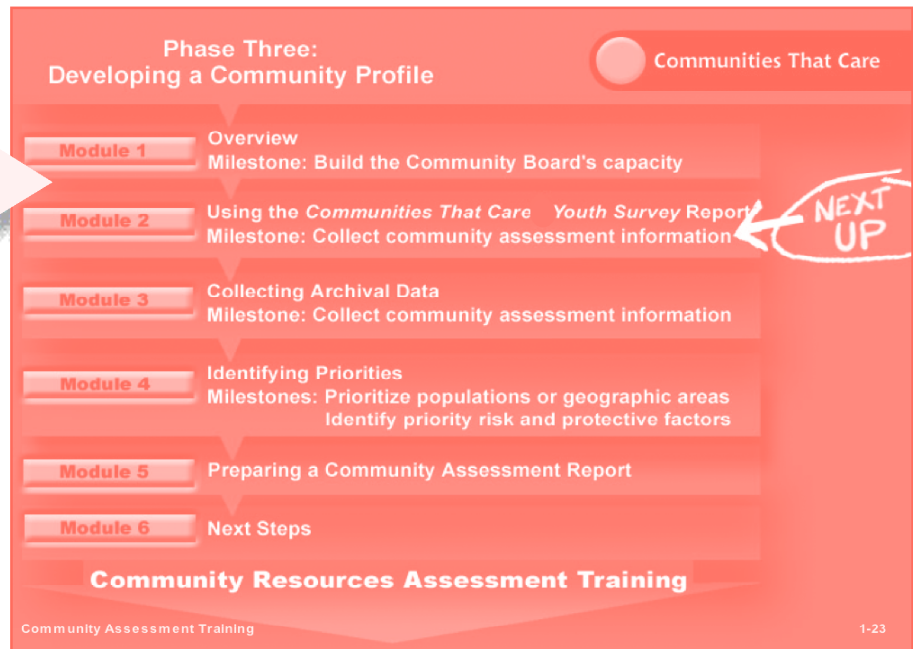 Phase Three:
Developing a Community Profile
Communities That Care
Module 1
Overview
Milestone: Build the Community Board's capacity
Module 2
Using the Communities That Care Youth Survey Report
Milestone: Collect community assessment information
NEXT
UP
Module 3
Collecting Archival Data
Milestone: Collect community assessment information
Module 4
Identifying Priorities
Milestones: Prioritize populations or geographic areas
Identify priority risk and protective factors
Module 5
Preparing a Community Assessment Report
Module 6
Next Steps
Community Resources Assessment Training
Community Assessment Training
1-23